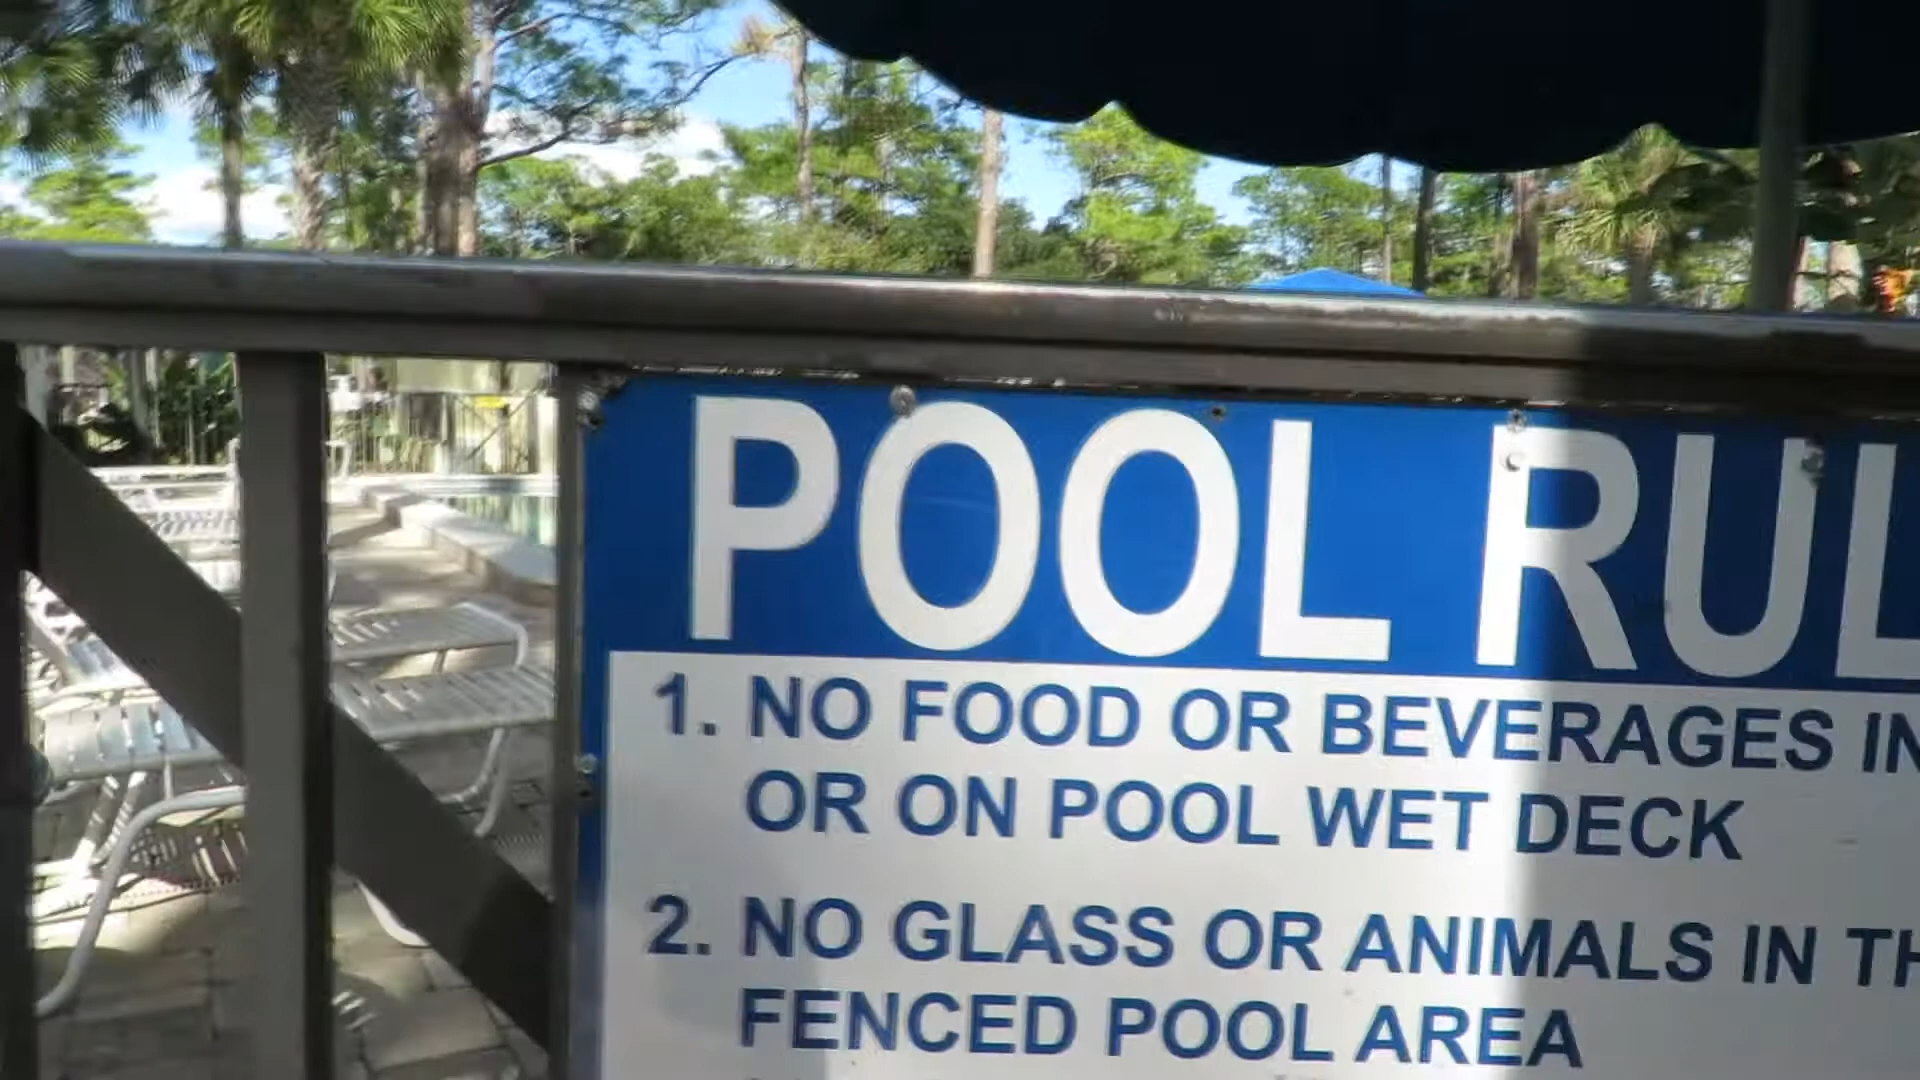 POOL RUL
1. NO FOOD OR BEVERAGES IN
OR ON POOL WET DECK
2. NO GLASS OR ANIMALS IN TH
FENCED POOL AREA